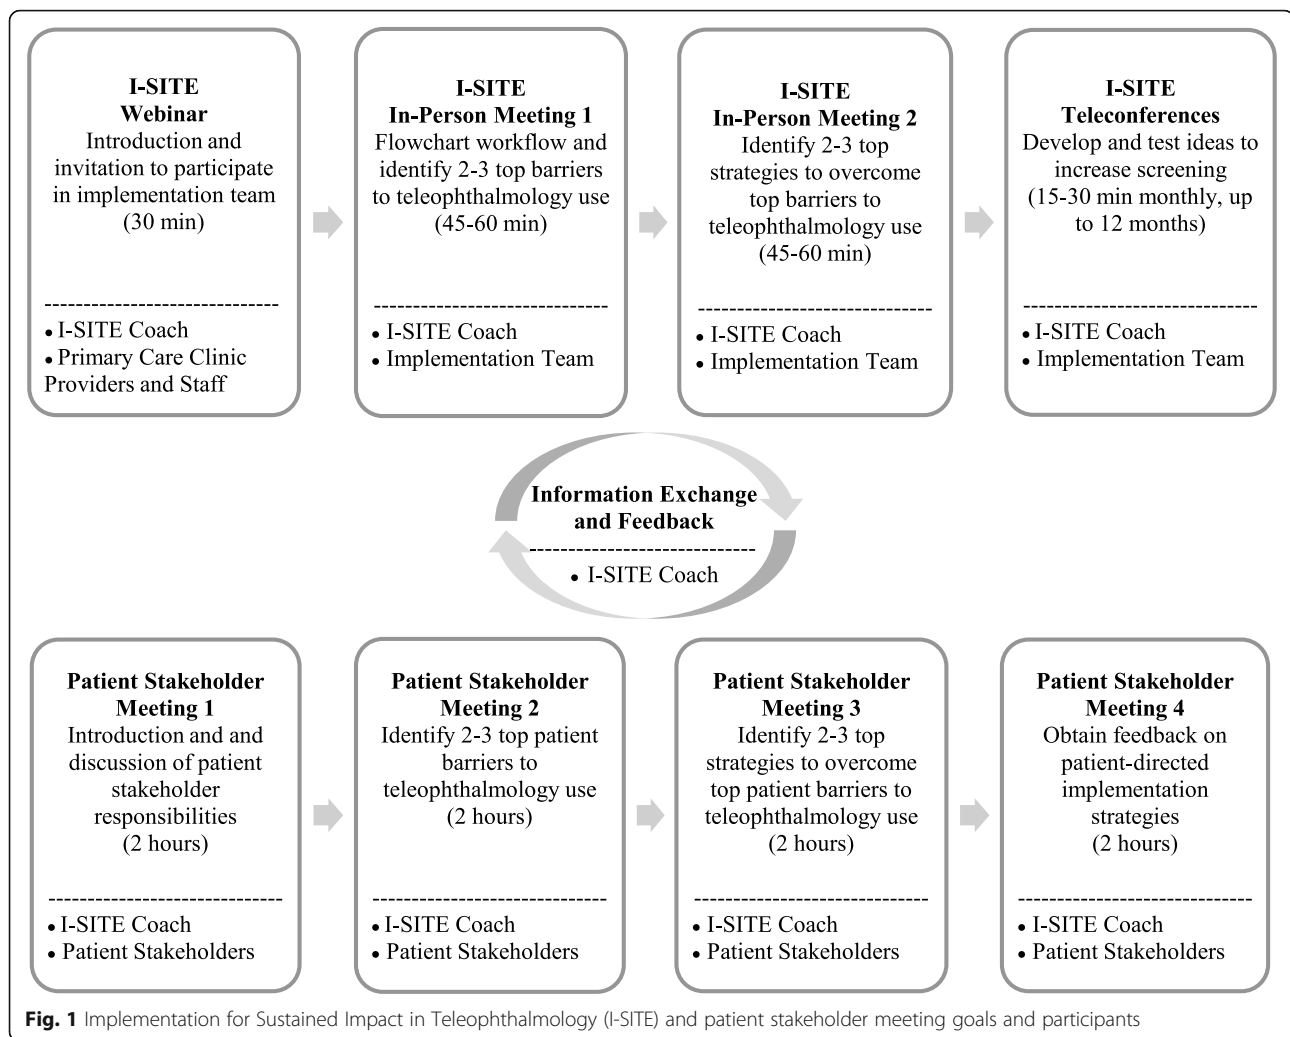 I-SITE
Webinar
Introduction and
invitation to participate
in implementation team
(30 min)
-------------------------------
• I-SITE Coach
• Primary Care Clinic
Providers and Staff
I-SITE
In-Person Meeting 1
Flowchart workflow and
identify 2-3 top barriers
to teleophthalmology use
(45-60 min)
-------------------------------
• I-SITE Coach
• Implementation Team
I-SITE
In-Person Meeting 2
Identify 2-3 top
strategies to overcome
top barriers to
teleophthalmology use
(45-60 min)
-------------------------------
• I-SITE Coach
• Implementation Team
I-SITE
Teleconferences
Develop and test ideas to
increase screening
(15-30 min monthly, up
to 12 months)
-------------------------------
• I-SITE Coach
• Implementation Team
Information Exchange
and Feedback
------------------------------
• I-SITE Coach
Patient Stakeholder
Meeting 1
Introduction and and
discussion of patient
stakeholder
responsibilities
(2 hours)
-------------------------------
• I-SITE Coach
• Patient Stakeholders
Patient Stakeholder
Meeting 2
Identify 2-3 top patient
barriers to
teleophthalmology use
(2 hours)
-------------------------------
• I-SITE Coach
• Patient Stakeholders
Patient Stakeholder
Meeting 3
Identify 2-3 top
strategies to overcome
top patient barriers to
teleophthalmology use
(2 hours)
-------------------------------
• I-SITE Coach
• Patient Stakeholders
Patient Stakeholder
Meeting 4
Obtain feedback on
patient-directed
implementation
strategies
(2 hours)
-------------------------------
• I-SITE Coach
• Patient Stakeholders
Fig. 1 Implementation for Sustained Impact in Teleophthalmology (I-SITE) and patient stakeholder meeting goals and participants